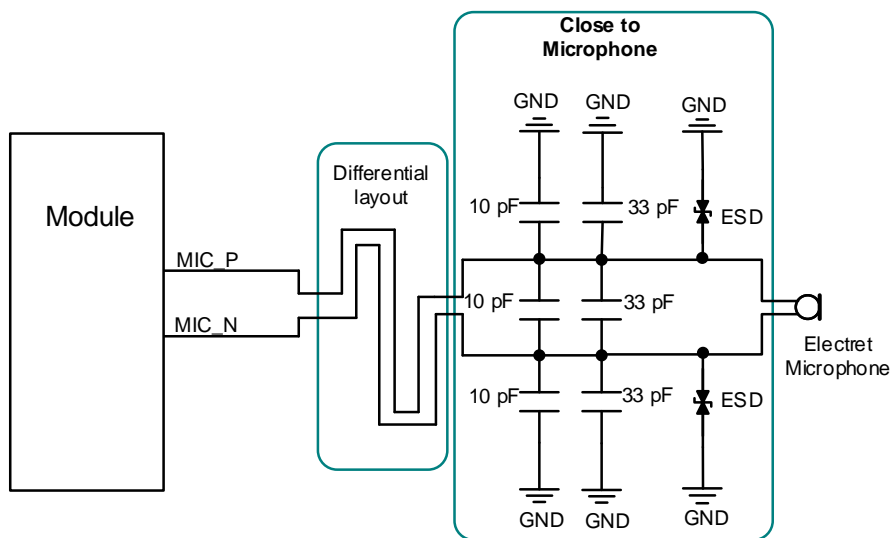 Close to
Microphone
GND
GND
GND
Differential
layout
10 pF
33 pF
ESD
Module
MIC_P
10 pF
33 pF
MIC_N
Electret
Microphone
10 pF
33 pF
ESD
GND
GND
GND